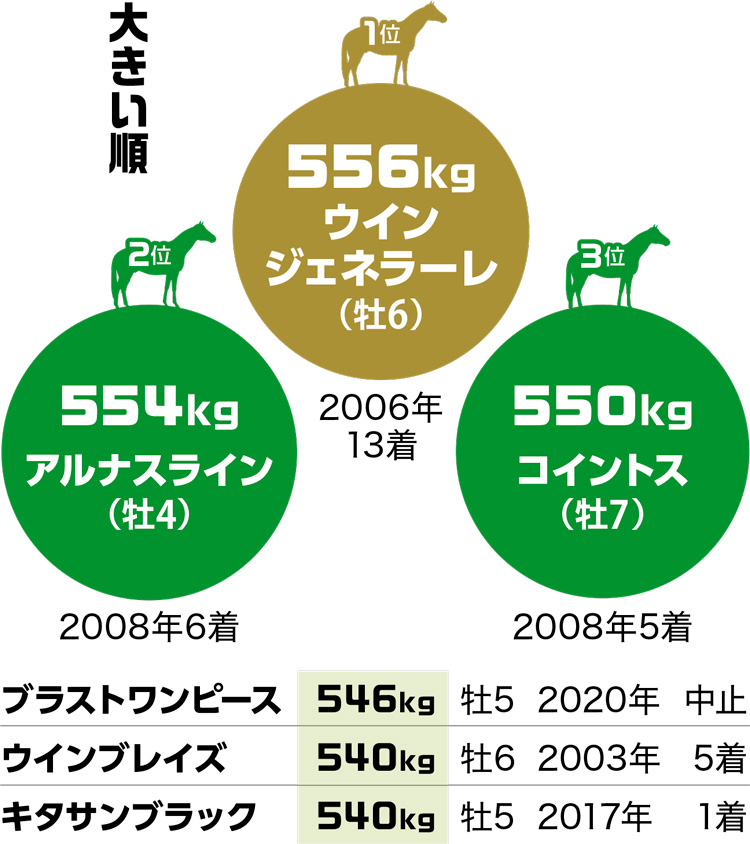 大きい順
1位
556kg
ウイン
ジェネラーレ
（牡6）
2006年
13着
2位
554kg
アルナスライン
（牡4）
2008年6着
3位
550kg
コイントス
（牡7）
2008年5着
ブラストワンピース 546kg 牡5 2020年 中止
ウインブレイズ 540kg 牡6 2003年 5着
キタサンブラック 540kg 牡5 2017年 1着